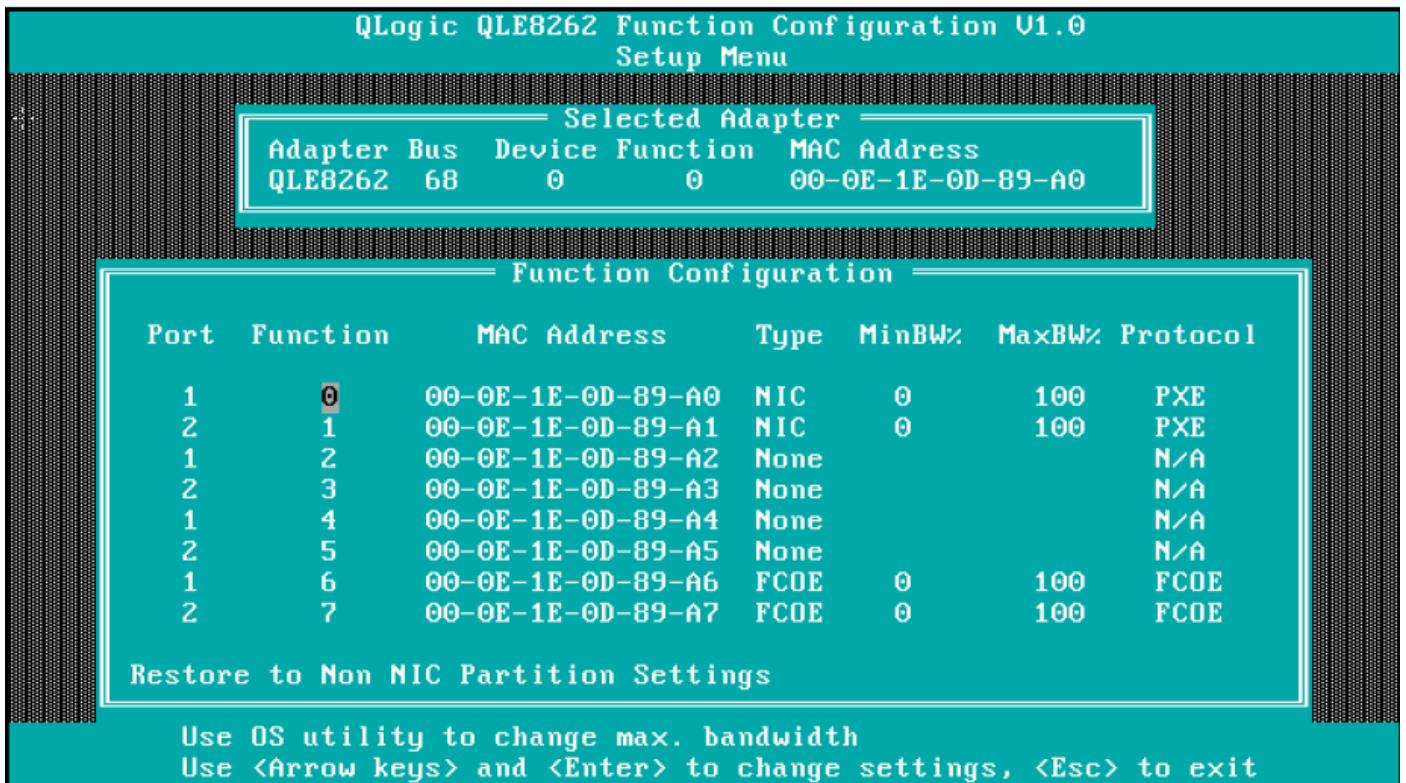 QLogic QLE8262 Function Configuration V1.0
Setup Menu
Selected Adapter
Adapter Bus Device Function MAC Address
QLE8262 68 0 0 00-0E-1E-0D-89-A0
Function Configuration
Port Function MAC Address Type MinBW% MaxBW% Protocol
1 0 00-0E-1E-0D-89-A0 NIC 0 100 PXE
2 1 00-0E-1E-0D-89-A1 NIC 0 100 PXE
1 2 00-0E-1E-0D-89-A2 None N/A
2 3 00-0E-1E-0D-89-A3 None N/A
1 4 00-0E-1E-0D-89-A4 None N/A
2 5 00-0E-1E-0D-89-A5 None N/A
1 6 00-0E-1E-0D-89-A6 FCOE 0 100 FCOE
2 7 00-0E-1E-0D-89-A7 FCOE 0 100 FCOE
Restore to Non NIC Partition Settings
Use OS utility to change max. bandwidth
Use <Arrow keys> and <Enter> to change settings, <Esc> to exit